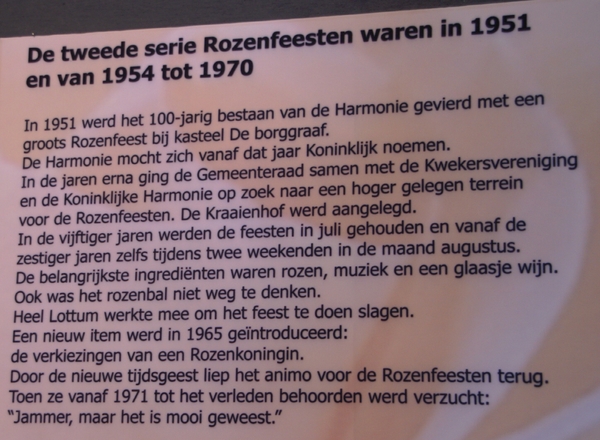 De tweede serie Rozenfeesten waren in 1951
en van 1954 tot 1970
In 1951 werd het 100-jarig bestaan van de Harmonie gevierd met een
groots Rozenfeest bij kasteel De borggraaf.
De Harmonie mocht zich vanaf dat jaar Koninklijk noemen.
In de jaren erna ging de Gemeenteraad samen met de Kwekersvereniging
en de Koninklijke Harmonie op zoek naar een hoger gelegen terrein
voor de Rozenfeesten. De Kraaienhof werd aangelegd.
In de vijftiger jaren werden de feesten in juli gehouden en vanaf de
zestiger jaren zelfs tijdens twee weekenden in de maand augustus.
De belangrijkste ingrediënten waren rozen, muziek en een glaasje wijn.
Ook was het rozenbal niet weg te denken.
Heel Lottum werkte mee om het feest te doen slagen.
Een nieuw item werd in 1965 geïntroduceerd:
de verkiezingen van een Rozenkoningin.
Door de nieuwe tijdsgeest liep het animo voor de Rozenfeesten terug.
Toen ze vanaf 1971 tot het verleden behoorden werd verzucht:
“Jammer, maar het is mooi geweest.”